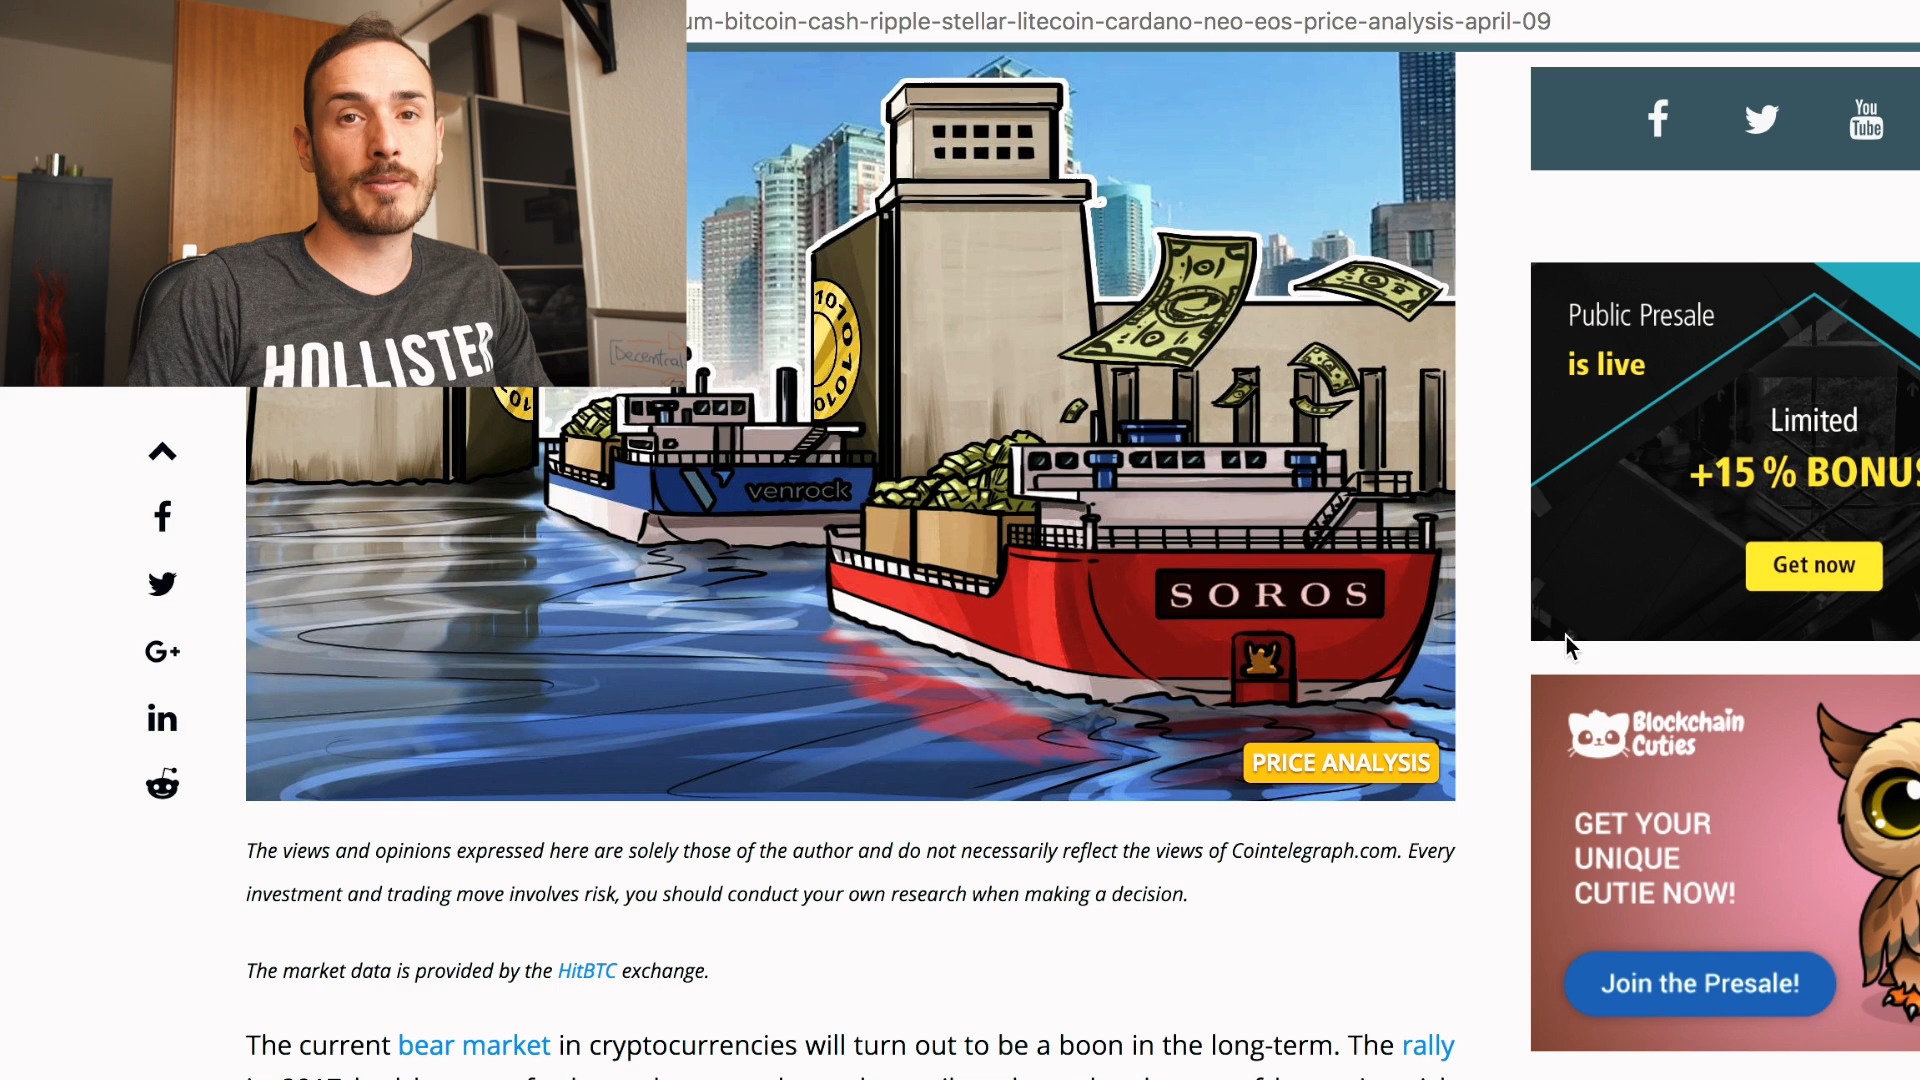 um-bitcoin-cash-ripple-stellar-litecoin-cardano-neo-eos-price-analysis-april-09
HOLLISTER
Decentral
You
Tube
Public Presale
is live
Limited
+15 % BONUS
Get now
venrock
SOROS
PRICE ANALYSIS
G+
in
Blockchain
Cuties
GET YOUR
UNIQUE
CUTIE NOW!
Join the Presale!
The views and opinions expressed here are solely those of the author and do not necessarily reflect the views of Cointelegraph.com. Every
investment and trading move involves risk, you should conduct your own research when making a decision.
The market data is provided by the HitBTC exchange.
The current bear market in cryptocurrencies will turn out to be a boon in the long-term. The rally